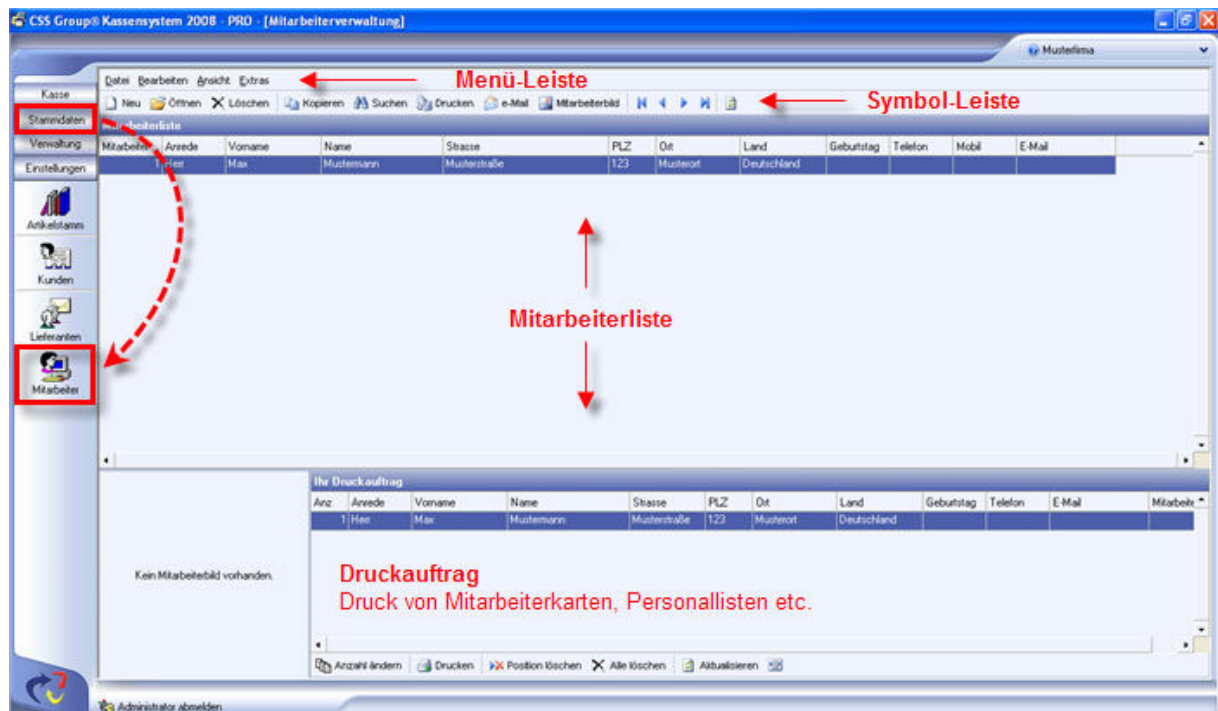 CSS Group® Kassensystem 2008 - PRO - [Mitarbeiterverwaltung]
Musterfirma
Datei Bearbeiten Ansicht Extras
Menü-Leiste
Kasse
Neu Öffnen Löschen Kopieren Suchen Drucken e-Mail Mitarbeiterbild
Symbol-Leiste
Stammdaten
Mitarbeiterliste
Verwaltung
Mitarbeiter Anrede Vorname Name Strasse PLZ Ort Land Geburtstag Telefon Mobil E-Mail
1 Herr Max Mustermann Musterstraße 123 Musterort Deutschland
Einstellungen
Artikelstamm
Kunden
Lieferanten
Mitarbeiter
Mitarbeiterliste
Ihr Druckauftrag
Anz Anrede Vorname Name Strasse PLZ Ort Land Geburtstag Telefon E-Mail Mitarbeite
1 Herr Max Mustermann Musterstraße 123 Musterort Deutschland
Kein Mitarbeiterbild vorhanden.
Druckauftrag
Druck von Mitarbeiterkarten, Personallisten etc.
Anzahl ändern Drucken Position löschen Alle löschen Aktualisieren
Administrator abmelden